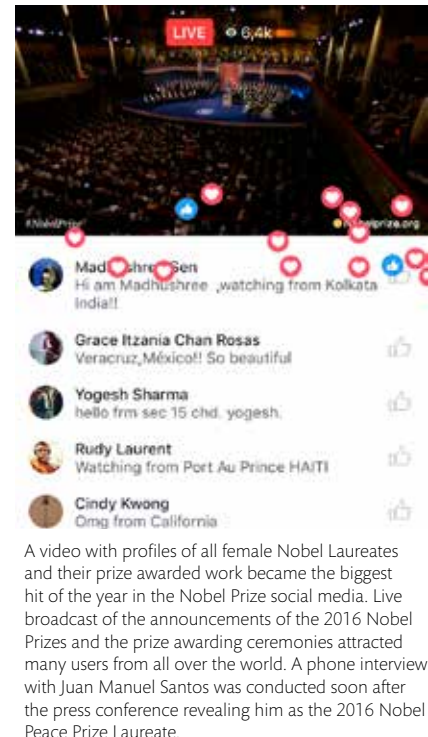 LIVE 6,4k
#NobelPrize nobelprize.org
Madhushree Sen
Hi am Madhushree ,watching from Kolkata
India!!
Grace Itzania Chan Rosas
Veracruz,México!! So beautiful
Yogesh Sharma
hello frm sec 15 chd. yogesh.
Rudy Laurent
Watching from Port Au Prince HAITI
Cindy Kwong
Omg from California
A video with profiles of all female Nobel Laureates
and their prize awarded work became the biggest
hit of the year in the Nobel Prize social media. Live
broadcast of the announcements of the 2016 Nobel
Prizes and the prize awarding ceremonies attracted
many users from all over the world. A phone interview
with Juan Manuel Santos was conducted soon after
the press conference revealing him as the 2016 Nobel
Peace Prize Laureate.